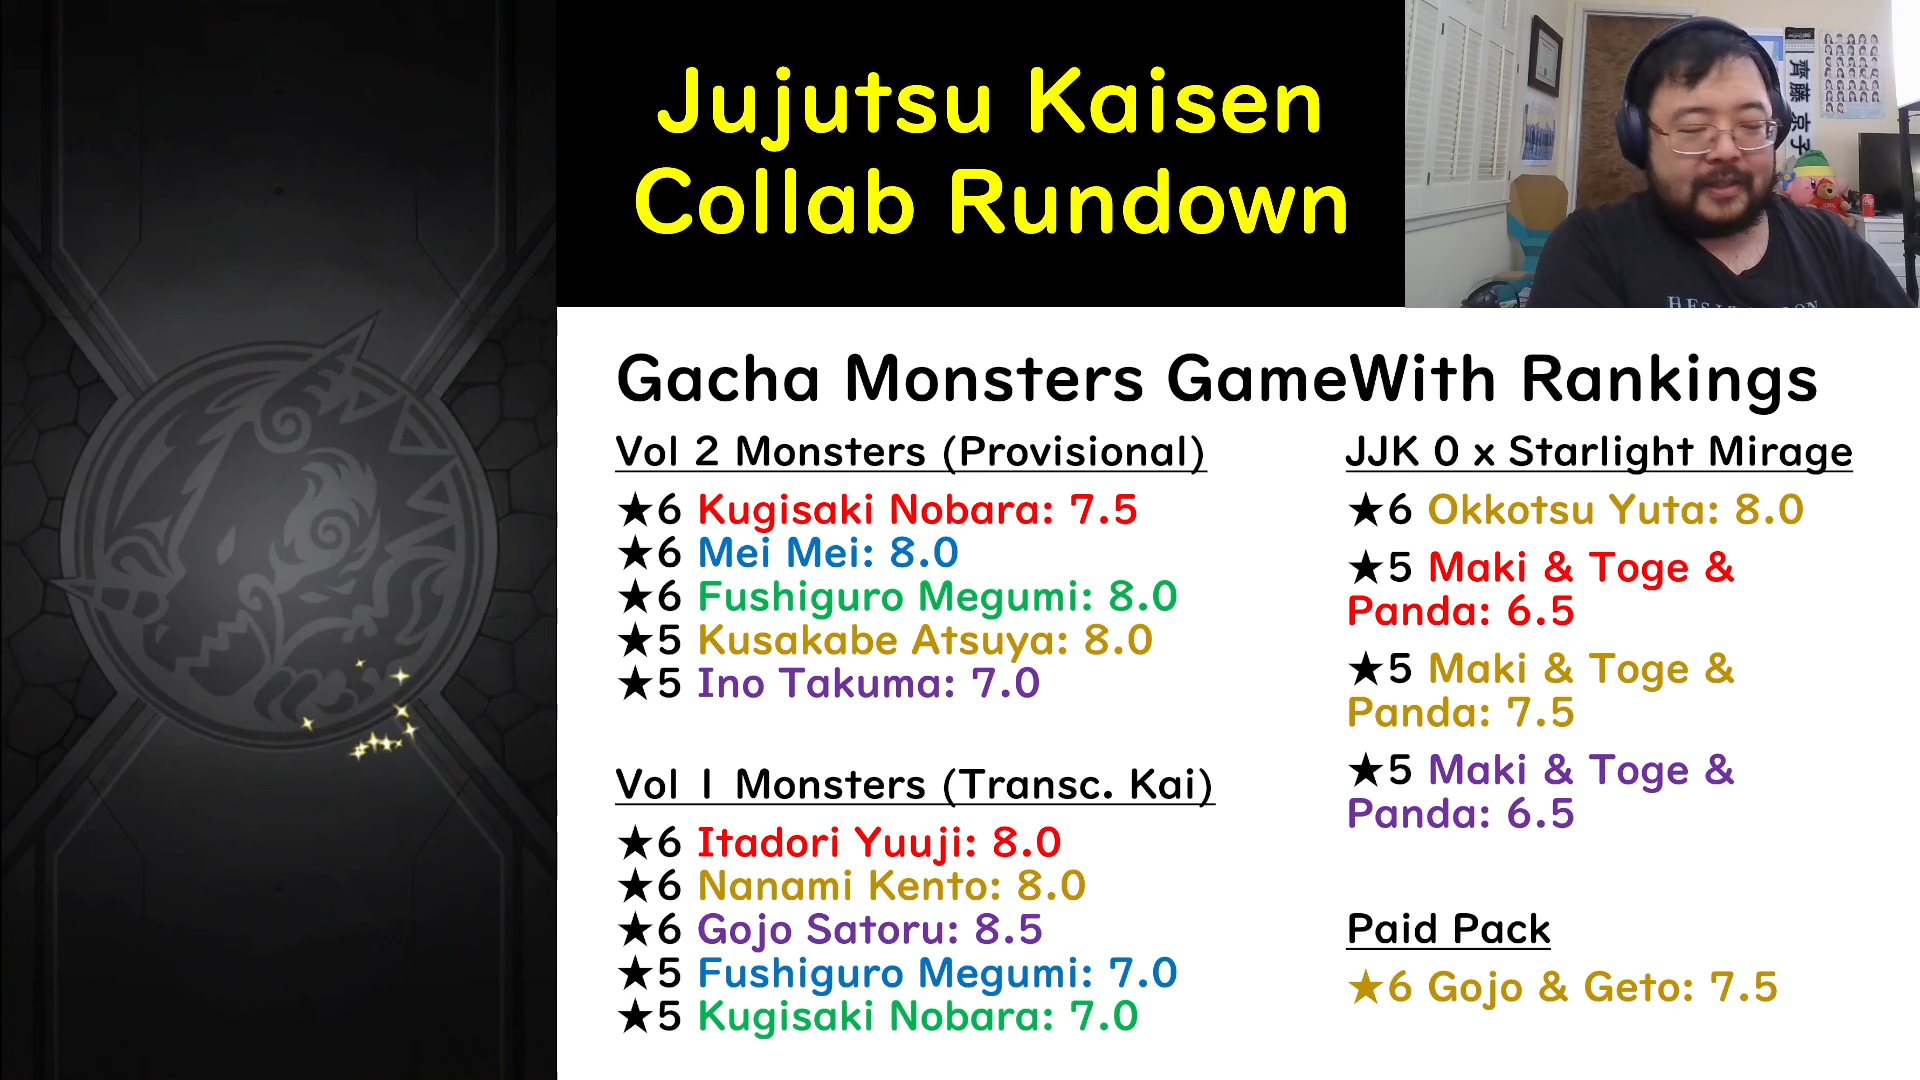 Jujutsu Kaisen
Collab Rundown
齊藤京子
Gacha Monsters GameWith Rankings
Vol 2 Monsters (Provisional)
★6 Kugisaki Nobara: 7.5
★6 Mei Mei: 8.0
★6 Fushiguro Megumi: 8.0
★5 Kusakabe Atsuya: 8.0
★5 Ino Takuma: 7.0
Vol 1 Monsters (Transc. Kai)
★6 Itadori Yuuji: 8.0
★6 Nanami Kento: 8.0
★6 Gojo Satoru: 8.5
★5 Fushiguro Megumi: 7.0
★5 Kugisaki Nobara: 7.0
JJK 0 x Starlight Mirage
★6 Okkotsu Yuta: 8.0
★5 Maki & Toge &
Panda: 6.5
★5 Maki & Toge &
Panda: 7.5
★5 Maki & Toge &
Panda: 6.5
Paid Pack
★6 Gojo & Geto: 7.5